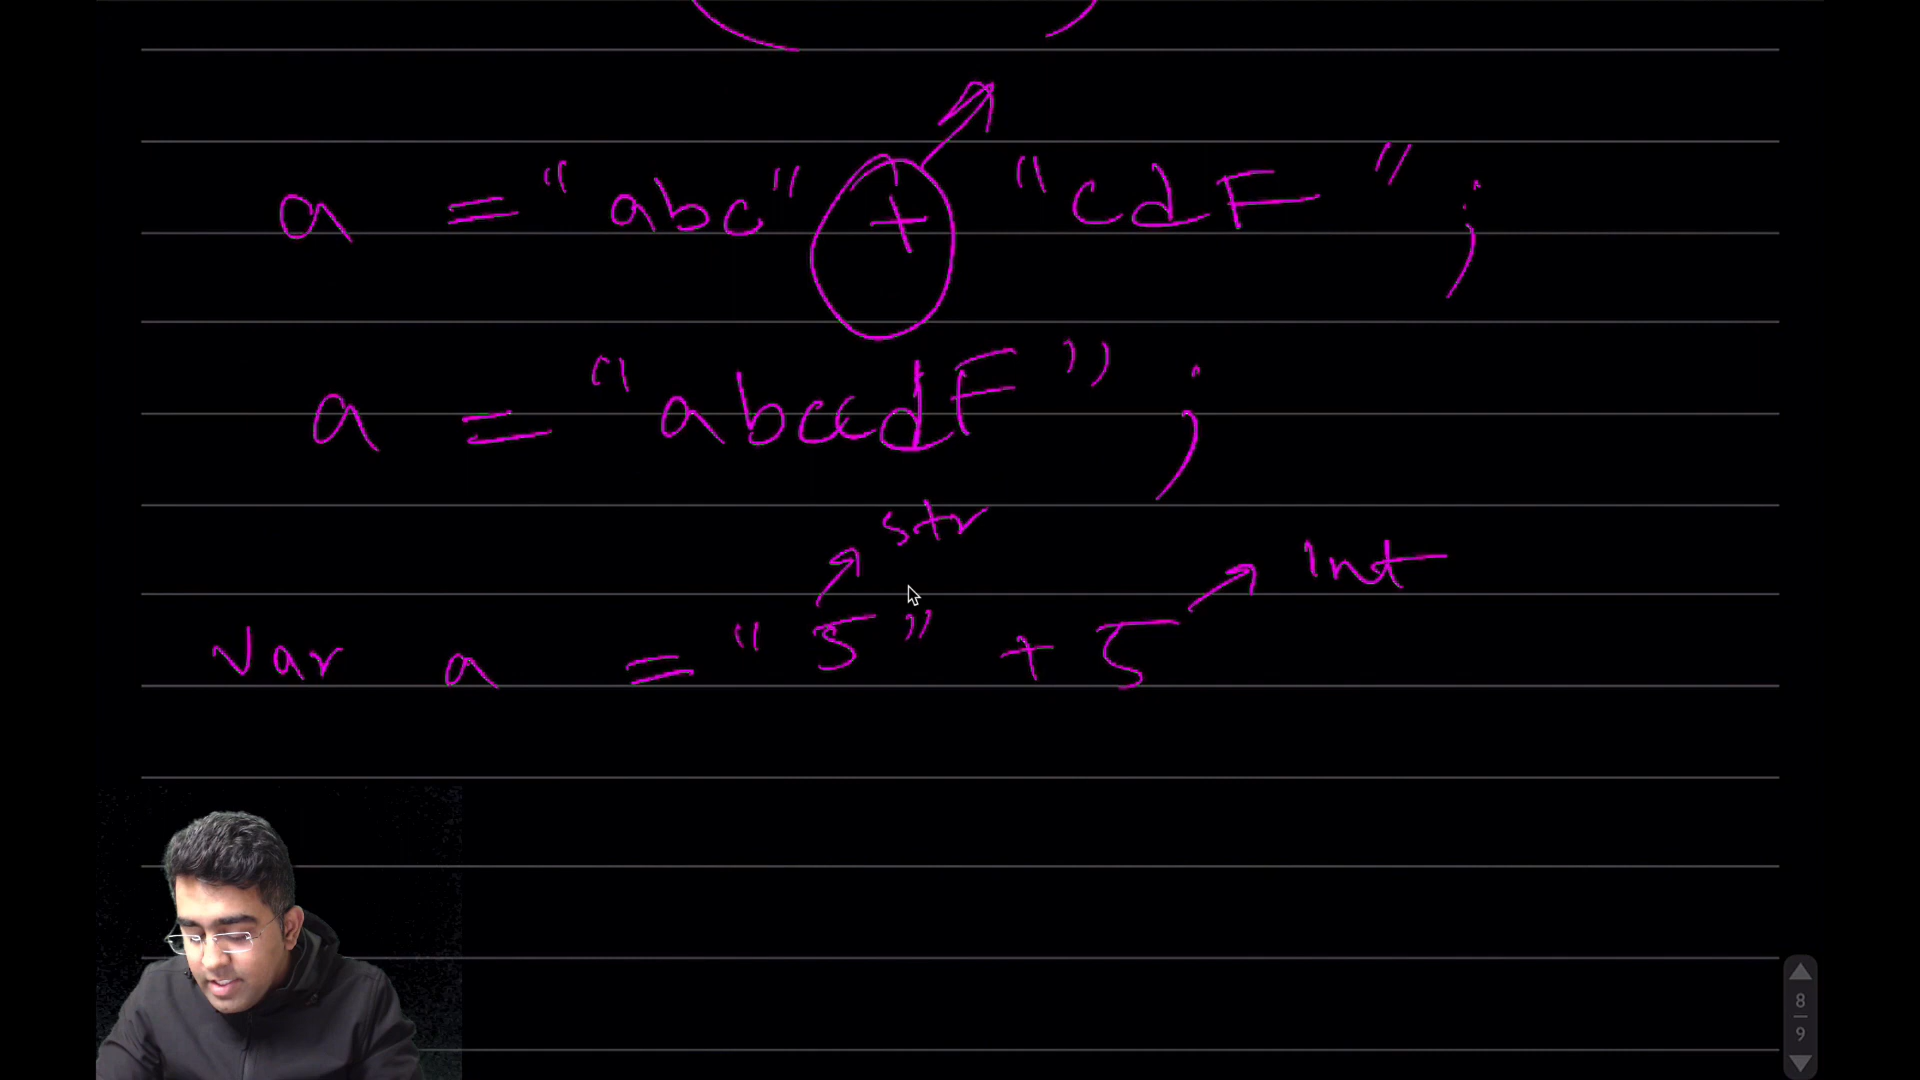 a = "abc" + "cdF";
a = "abccdF";
str
Int
Var a = "5" + 5
8
9